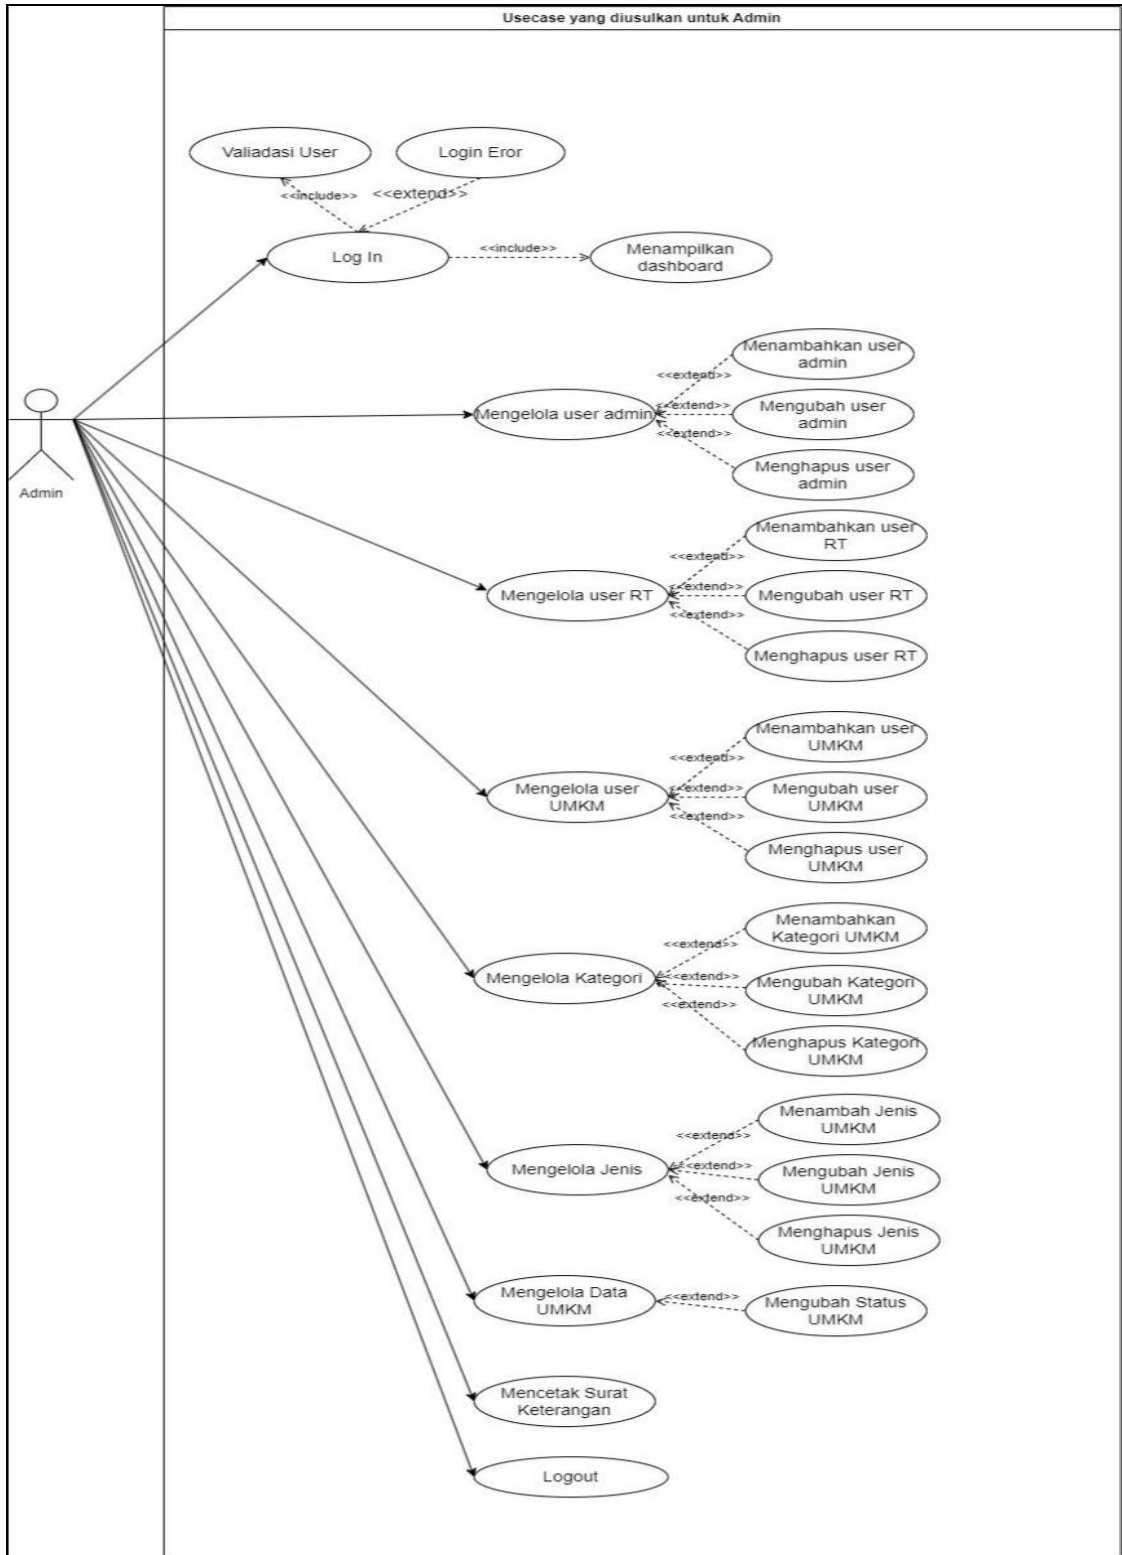 Usecase yang diusulkan untuk Admin
Valiadasi User
Login Eror
<<include>>
<<extend>>
Log In
<<include>>
Menampilkan
dashboard
Admin
Mengelola user admin
<<extend>>
<<extend>>
<<extend>>
Menambahkan user
admin
Mengubah user
admin
Menghapus user
admin
Mengelola user RT
<<extend>>
<<extend>>
<<extend>>
Menambahkan user
RT
Mengubah user RT
Menghapus user RT
Mengelola user
UMKM
<<extend>>
<<extend>>
<<extend>>
Menambahkan user
UMKM
Mengubah user
UMKM
Menghapus user
UMKM
Mengelola Kategori
<<extend>>
<<extend>>
<<extend>>
Menambahkan
Kategori UMKM
Mengubah Kategori
UMKM
Menghapus Kategori
UMKM
Mengelola Jenis
<<extend>>
<<extend>>
<<extend>>
Menambah Jenis
UMKM
Mengubah Jenis
UMKM
Menghapus Jenis
UMKM
Mengelola Data
UMKM
<<extend>>
Mengubah Status
UMKM
Mencetak Surat
Keterangan
Logout